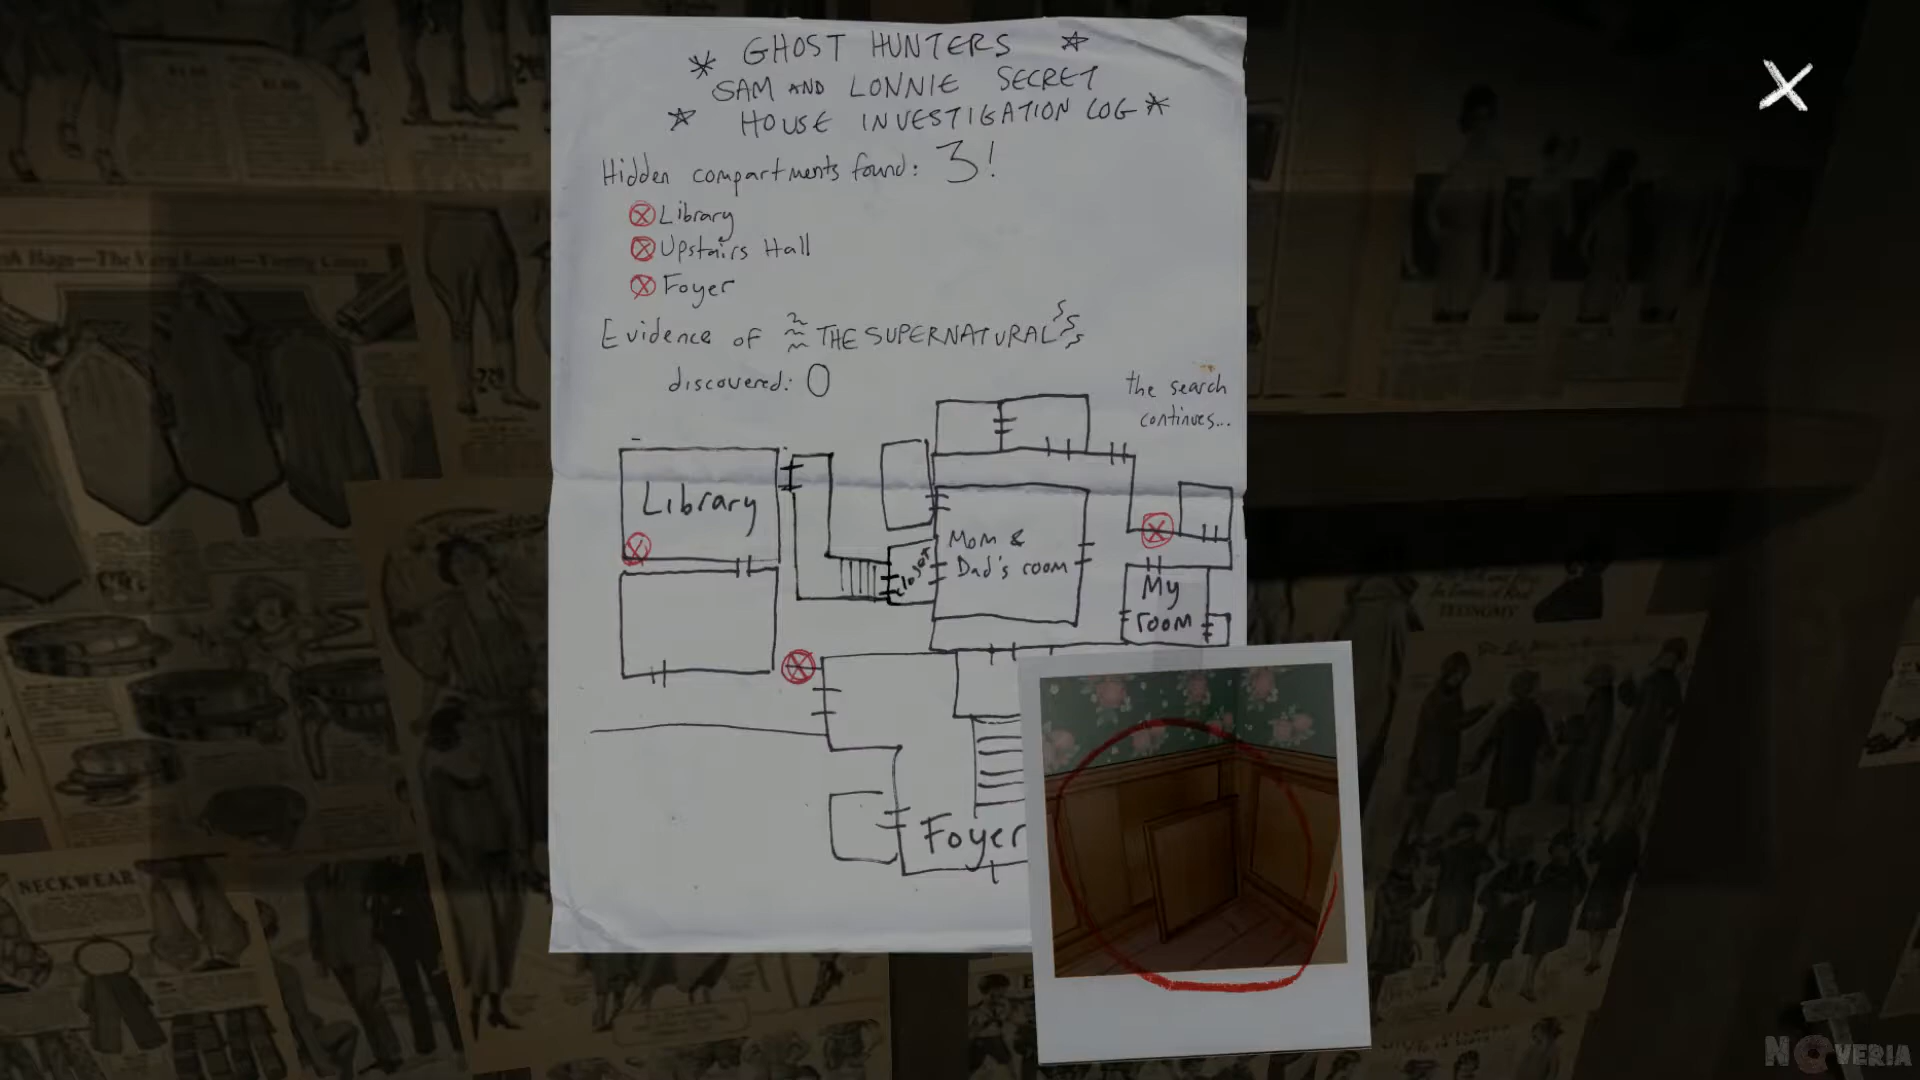 GHOST HUNTERS
SAM AND LONNIE SECRET
HOUSE INVESTIGATION LOG
Hidden compartments found: 3!
Library
Upstairs Hall
Foyer
Evidence of THE SUPERNATURAL
discovered: 0
the search
continues...
Library
Mom &
Dad's room
closet
My
room
Foyer
NECKWEAR
ECONOMY
NOVERIA